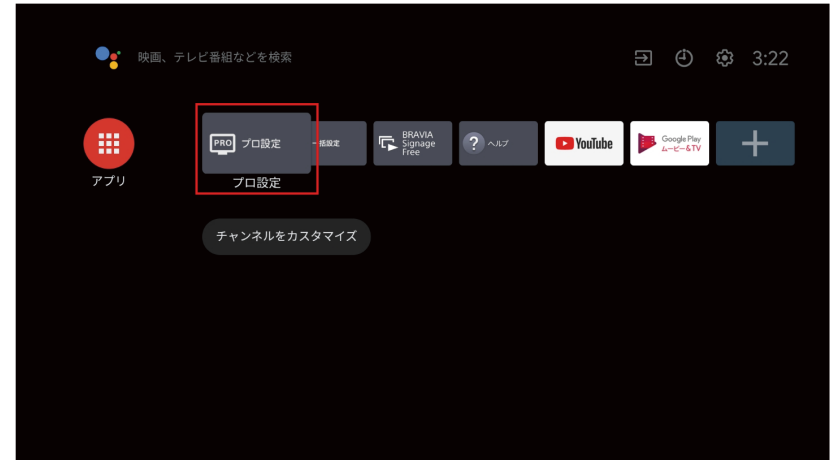 映画、テレビ番組などを検索
3:22
PRO プロ設定
一括設定
BRAVIA
Signage
Free
? ヘルプ
YouTube
Google Play
ムービー&TV
アプリ
プロ設定
チャンネルをカスタマイズ